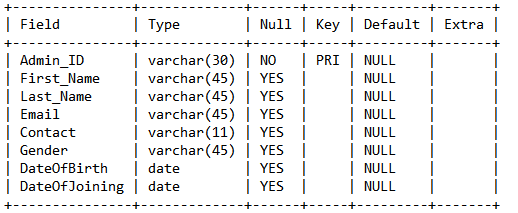 +---------------+-------------+------+-----+---------+-------+
| Field         | Type        | Null | Key | Default | Extra |
+---------------+-------------+------+-----+---------+-------+
| Admin_ID      | varchar(30) | NO   | PRI | NULL    |       |
| First_Name    | varchar(45) | YES  |     | NULL    |       |
| Last_Name     | varchar(45) | YES  |     | NULL    |       |
| Email         | varchar(45) | YES  |     | NULL    |       |
| Contact       | varchar(11) | YES  |     | NULL    |       |
| Gender        | varchar(45) | YES  |     | NULL    |       |
| DateOfBirth   | date        | YES  |     | NULL    |       |
| DateOfJoining | date        | YES  |     | NULL    |       |
+---------------+-------------+------+-----+---------+-------+